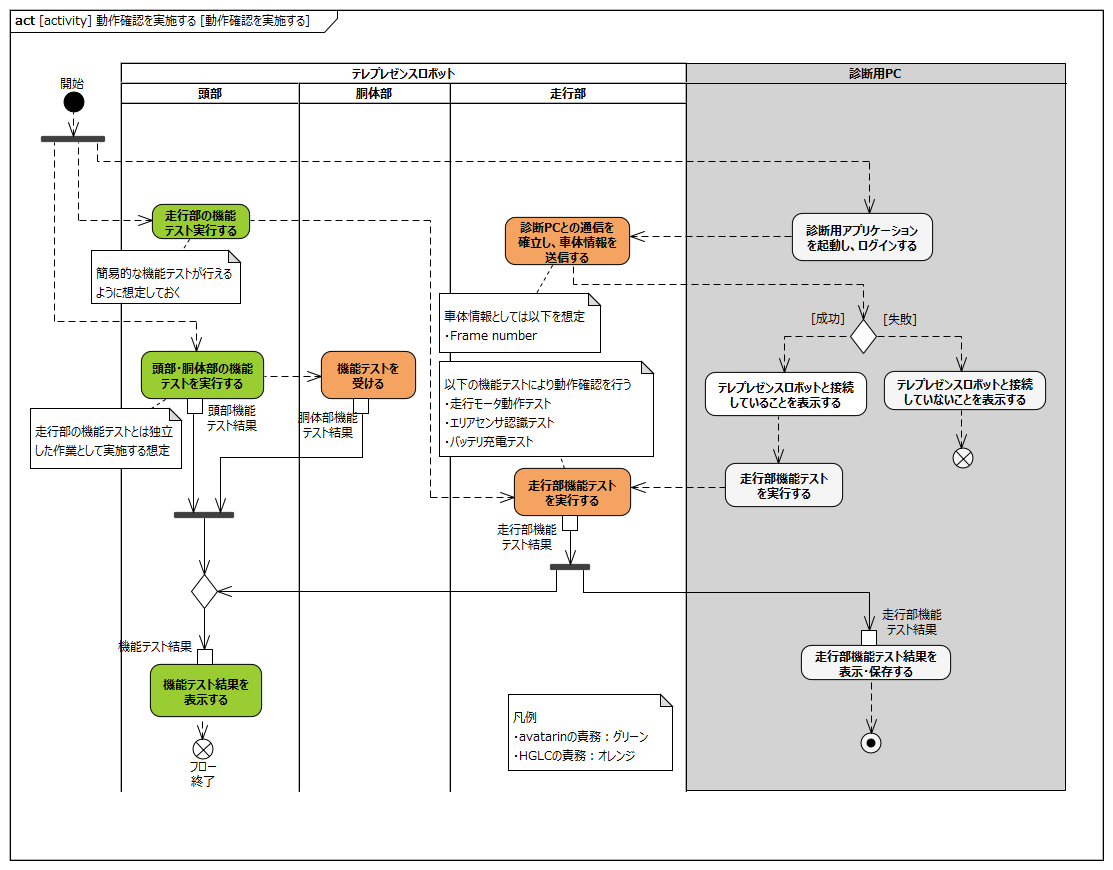 act [activity] 動作確認を実施する [動作確認を実施する]
開始
テレプレゼンスロボット
診断用PC
頭部
胴体部
走行部
走行部の機能
テスト実行する
簡易的な機能テストが行える
ように想定しておく
診断PCとの通信を
確立し、車体情報を
送信する
診断用アプリケーション
を起動し、ログインする
車体情報としては以下を想定
・Frame number
[成功]
[失敗]
頭部・胴体部の機能
テストを実行する
機能テストを
受ける
以下の機能テストにより動作確認を行う
・走行モータ動作テスト
・エリアセンサ認識テスト
・バッテリ充電テスト
テレプレゼンスロボットと接続
していることを表示する
テレプレゼンスロボットと接続
していないことを表示する
頭部機能
テスト結果
胴体部機能
テスト結果
走行部の機能テストとは独立
した作業として実施する想定
走行部機能テスト
を実行する
走行部機能テスト
を実行する
走行部機能
テスト結果
走行部機能
テスト結果
機能テスト結果
走行部機能テスト結果を
表示・保存する
機能テスト結果を
表示する
凡例
・avatarinの責務：グリーン
・HGLCの責務：オレンジ
フロー
終了